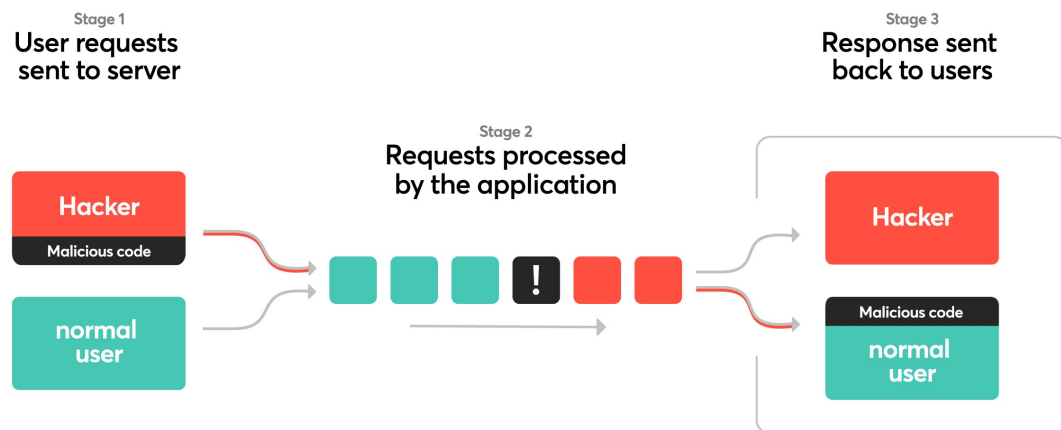 Stage 1
User requests
sent to server
Stage 2
Requests processed
by the application
Stage 3
Response sent
back to users
Hacker
Malicious code
normal
user
!
Hacker
Malicious code
normal
user